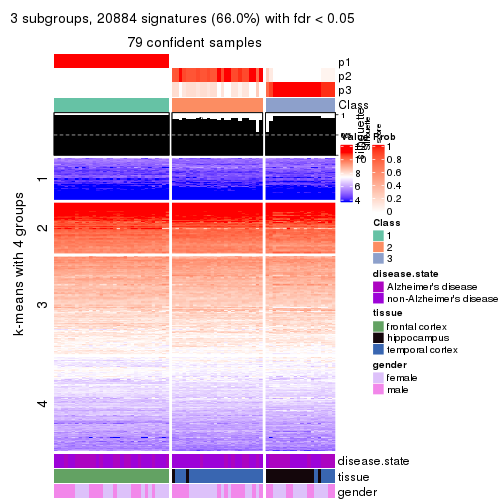 3 subgroups, 20884 signatures (66.0%) with fdr < 0.05
79 confident samples
p1
p2
p3
Class
1
Silhouette
score
Value
Prob
10
8
6
4
1
0.8
0.6
0.4
0.2
0
Class
1
2
3
disease.state
Alzheimer's disease
non-Alzheimer's disease
tissue
frontal cortex
hippocampus
temporal cortex
gender
female
male
k-means with 4 groups
1
2
3
4
disease.state
tissue
gender